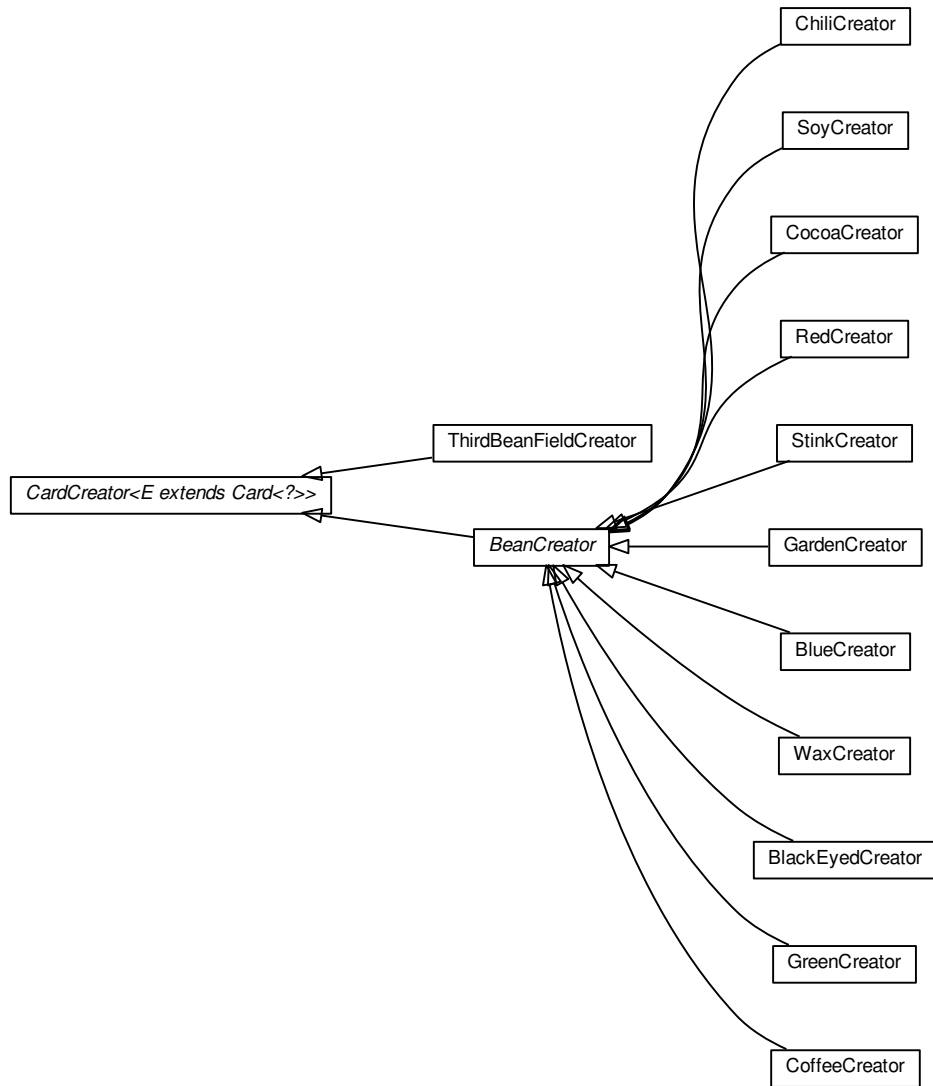 ChiliCreator
SoyCreator
CocoaCreator
RedCreator
ThirdBeanFieldCreator
StinkCreator
CardCreator<E extends Card<?>>
BeanCreator
GardenCreator
BlueCreator
WaxCreator
BlackEyedCreator
GreenCreator
CoffeeCreator